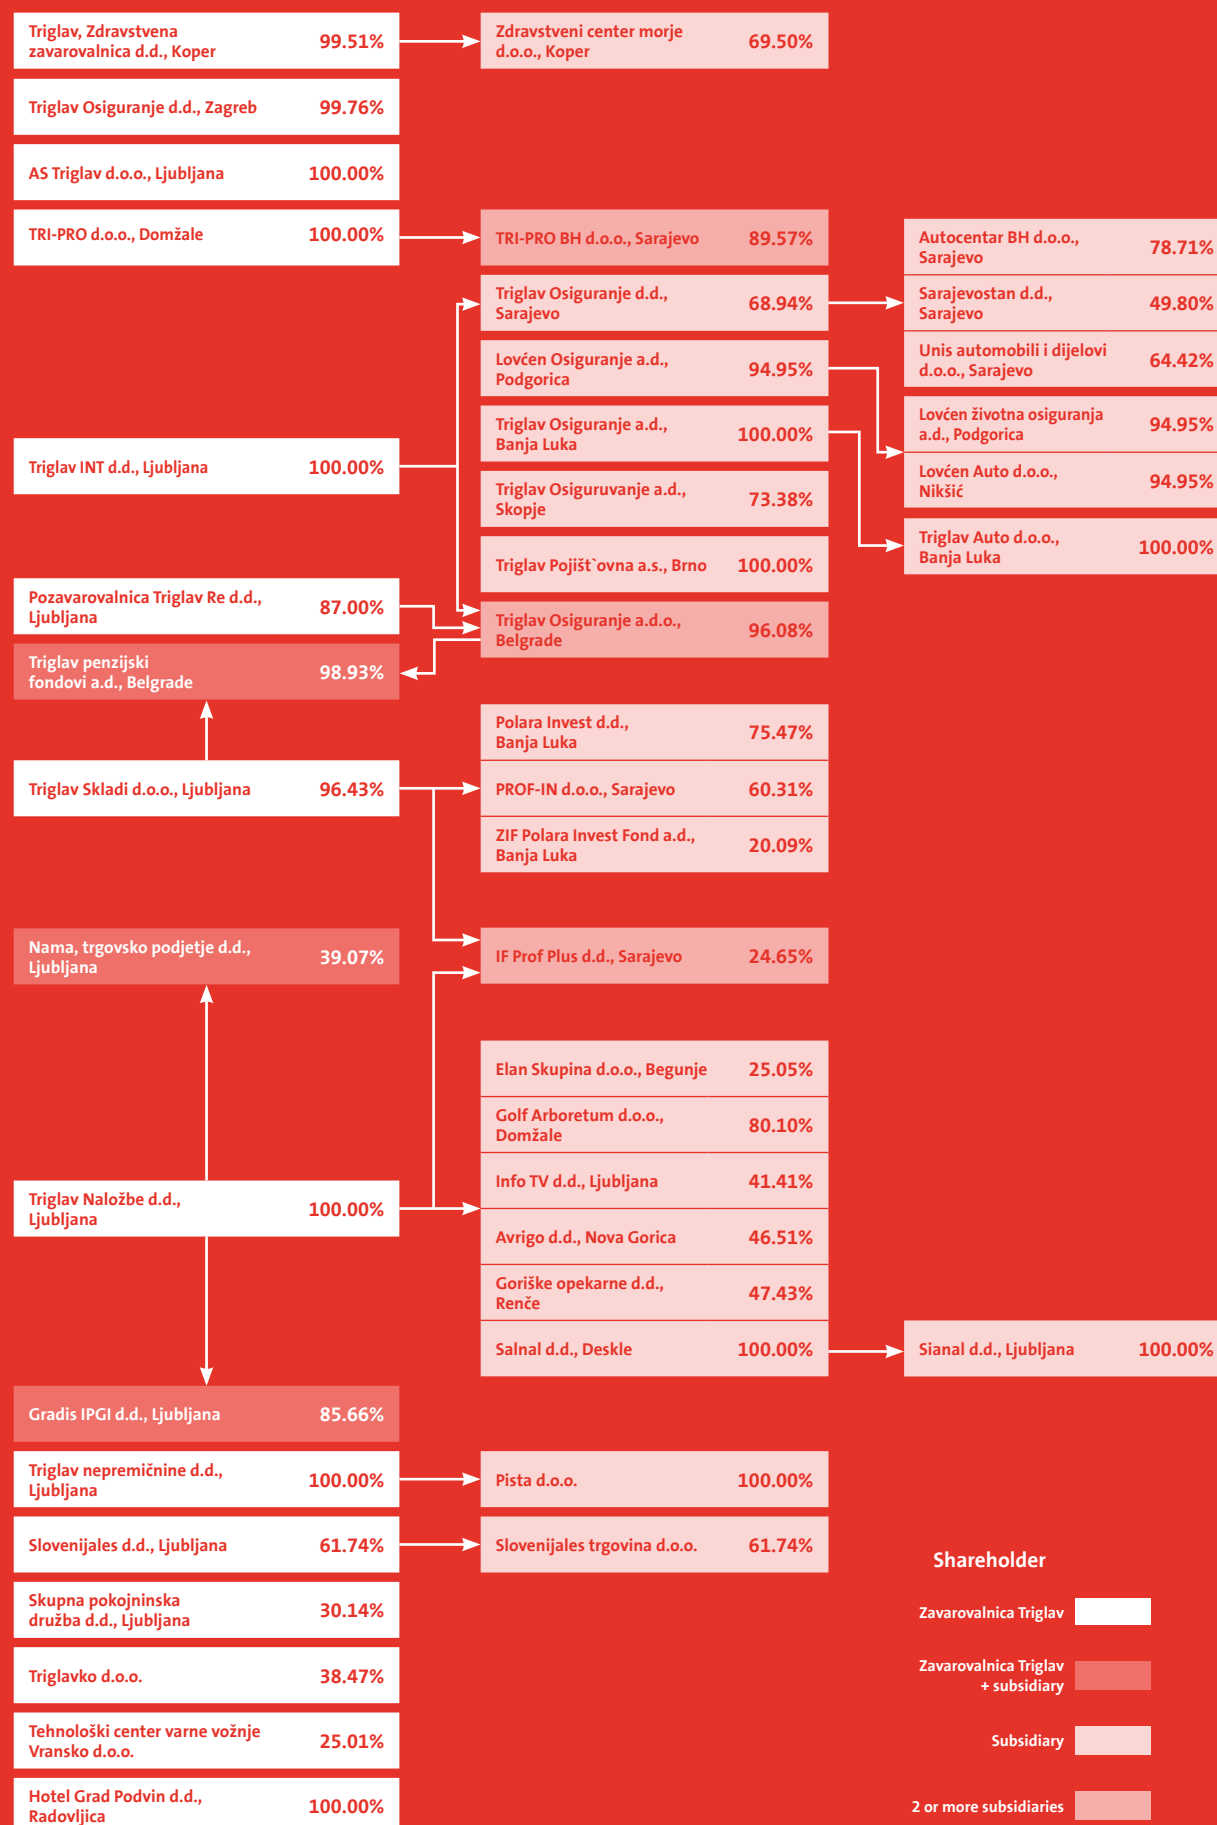 Triglav, Zdravstvena
zavarovalnica d.d., Koper
99.51%
Zdravstveni center morje
d.o.o., Koper
69.50%
Triglav Osiguranje d.d., Zagreb
99.76%
AS Triglav d.o.o., Ljubljana
100.00%
TRI-PRO d.o.o., Domžale
100.00%
TRI-PRO BH d.o.o., Sarajevo
89.57%
Autocentar BH d.o.o.,
Sarajevo
78.71%
Triglav Osiguranje d.d.,
Sarajevo
68.94%
Sarajevostan d.d.,
Sarajevo
49.80%
Unis automobili i dijelovi
d.o.o., Sarajevo
64.42%
Lovćen Osiguranje a.d.,
Podgorica
94.95%
Lovćen životna osiguranja
a.d., Podgorica
94.95%
Triglav Osiguranje a.d.,
Banja Luka
100.00%
Triglav INT d.d., Ljubljana
100.00%
Lovćen Auto d.o.o.,
Nikšić
94.95%
Triglav Osiguruvanje a.d.,
Skopje
73.38%
Triglav Auto d.o.o.,
Banja Luka
100.00%
Triglav Pojišt`ovna a.s., Brno
100.00%
Pozavarovalnica Triglav Re d.d.,
Ljubljana
87.00%
Triglav Osiguranje a.d.o.,
Belgrade
96.08%
Triglav penzijski
fondovi a.d., Belgrade
98.93%
Polara Invest d.d.,
Banja Luka
75.47%
Triglav Skladi d.o.o., Ljubljana
96.43%
PROF-IN d.o.o., Sarajevo
60.31%
ZIF Polara Invest Fond a.d.,
Banja Luka
20.09%
Nama, trgovsko podjetje d.d.,
Ljubljana
39.07%
IF Prof Plus d.d., Sarajevo
24.65%
Elan Skupina d.o.o., Begunje
25.05%
Golf Arboretum d.o.o.,
Domžale
80.10%
Info TV d.d., Ljubljana
41.41%
Triglav Naložbe d.d.,
Ljubljana
100.00%
Avrigo d.d., Nova Gorica
46.51%
Goriške opekarne d.d.,
Renče
47.43%
Salnal d.d., Deskle
100.00%
Sianal d.d., Ljubljana
100.00%
Gradis IPGI d.d., Ljubljana
85.66%
Triglav nepremičnine d.d.,
Ljubljana
100.00%
Pista d.o.o.
100.00%
Slovenijales d.d., Ljubljana
61.74%
Slovenijales trgovina d.o.o.
61.74%
Skupna pokojninska
družba d.d., Ljubljana
30.14%
Triglavko d.o.o.
38.47%
Tehnološki center varne vožnje
Vransko d.o.o.
25.01%
Hotel Grad Podvin d.d.,
Radovljica
100.00%
Shareholder
Zavarovalnica Triglav
Zavarovalnica Triglav
+ subsidiary
Subsidiary
2 or more subsidiaries